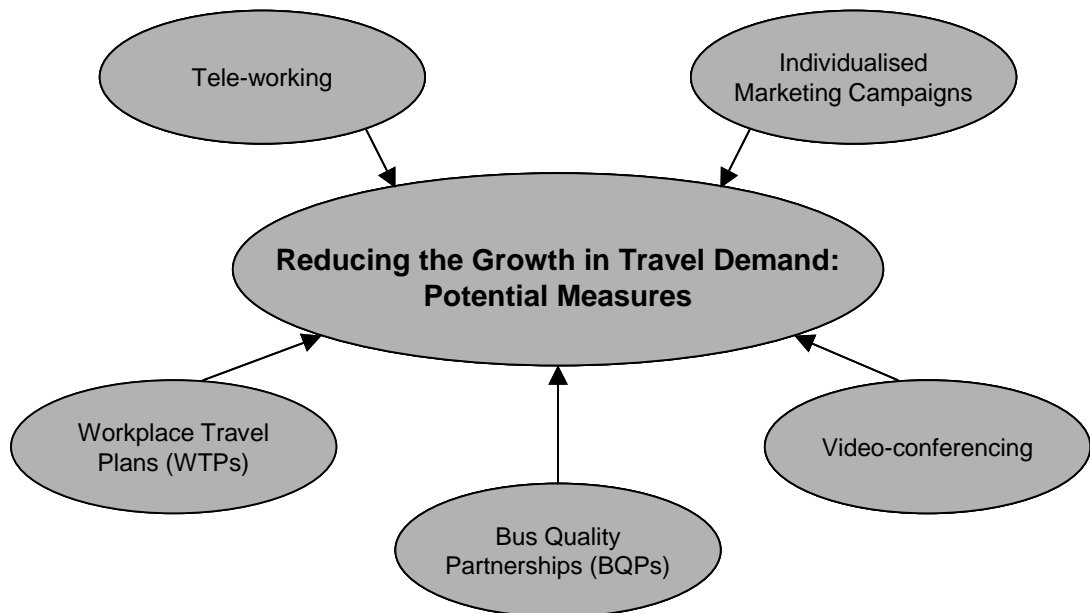 Tele-working
Individualised
Marketing Campaigns
Reducing the Growth in Travel Demand:
Potential Measures
Workplace Travel
Plans (WTPs)
Video-conferencing
Bus Quality
Partnerships (BQPs)